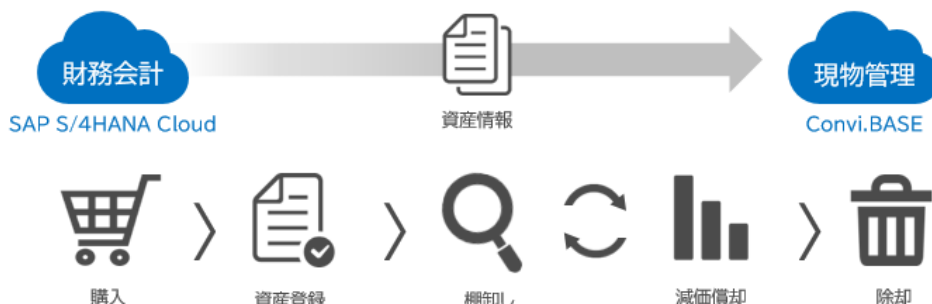 財務会計
現物管理
資産情報
SAP S/4HANA Cloud
Convi.BASE
購入
資産登録
棚卸し
減価償却
除却